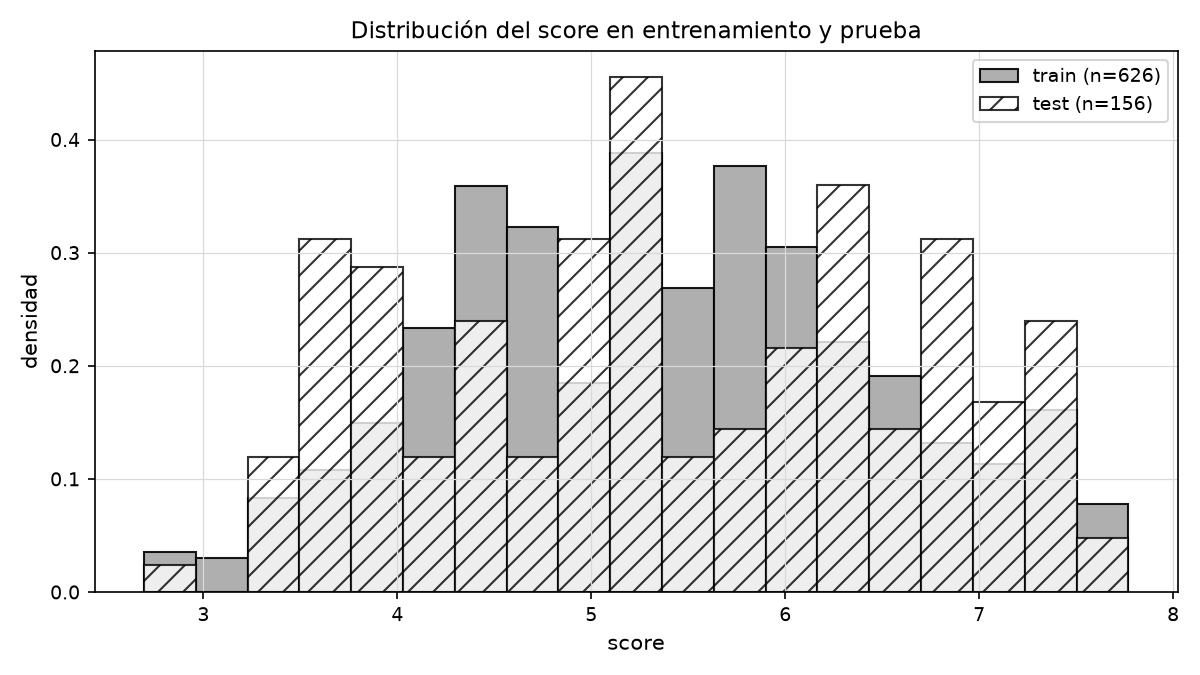 Distribución del score en entrenamiento y prueba
train (n=626)
test (n=156)
densidad
0.4
0.3
0.2
0.1
0.0
3 4 5 6 7 8
score